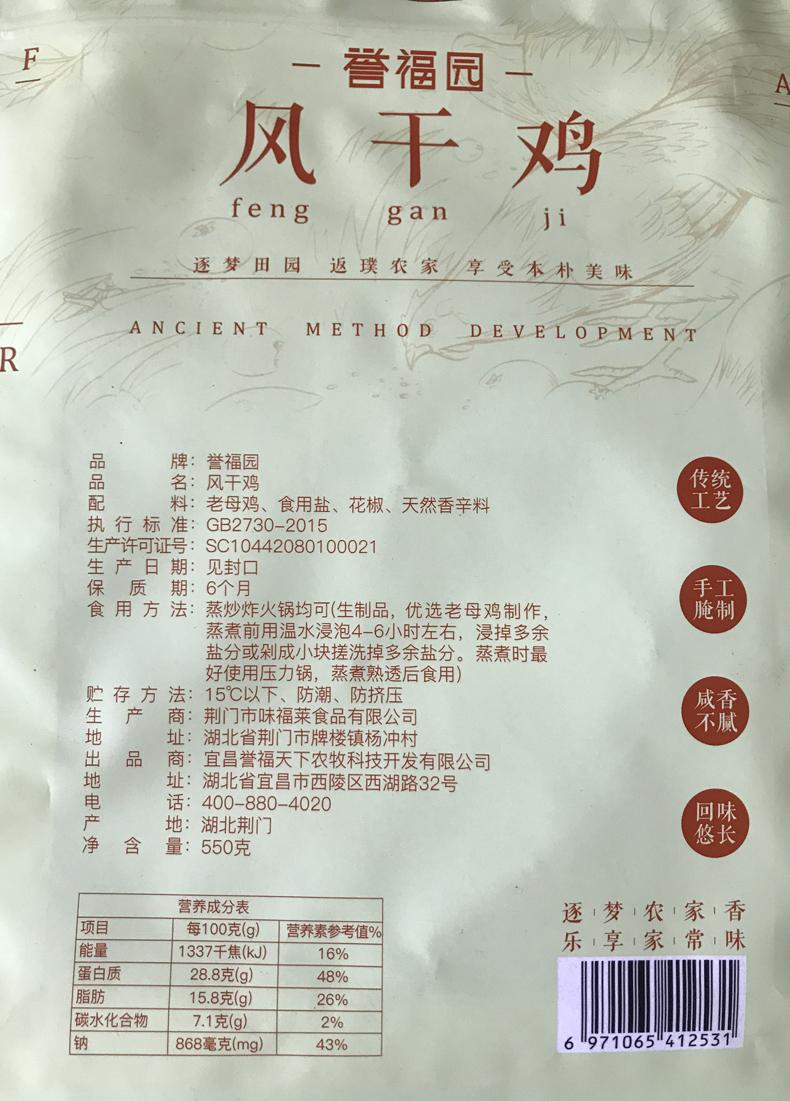 F
A
R
誉福园
风干鸡
feng gan ji
逐梦田园 返璞农家 享受本朴美味
ANCIENT METHOD DEVELOPMENT
品牌：誉福园
品名：风干鸡
配料：老母鸡、食用盐、花椒、天然香辛料
执行标准：GB2730-2015
生产许可证号：SC10442080100021
生产日期：见封口
保质期：6个月
食用方法：蒸炒炸火锅均可(生制品，优选老母鸡制作，
蒸煮前用温水浸泡4-6小时左右，浸掉多余
盐分或剁成小块搓洗掉多余盐分。蒸煮时最
好使用压力锅，蒸煮熟透后食用)
贮存方法：15℃以下、防潮、防挤压
生产商：荆门市味福莱食品有限公司
地址：湖北省荆门市牌楼镇杨冲村
出品商：宜昌誉福天下农牧科技开发有限公司
地址：湖北省宜昌市西陵区西湖路32号
电话：400-880-4020
产地：湖北荆门
净含量：550克
传统
工艺
手工
腌制
咸香
不腻
回味
悠长
营养成分表
项目 每100克(g) 营养素参考值%
能量 1337千焦(kJ) 16%
蛋白质 28.8克(g) 48%
脂肪 15.8克(g) 26%
碳水化合物 7.1克(g) 2%
钠 868毫克(mg) 43%
逐梦农家香
乐享家常味
6 971065 412531